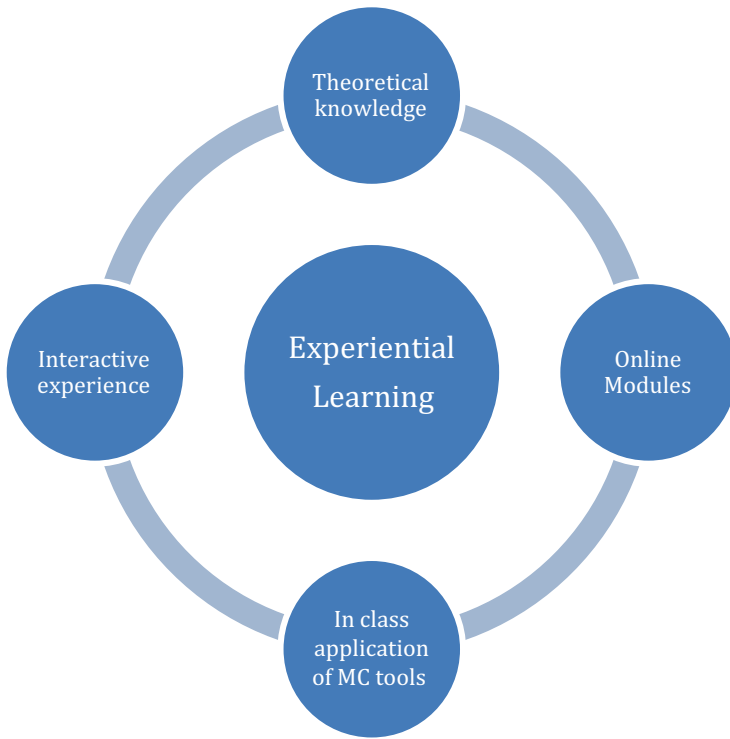 Theoretical
knowledge
Interactive
experience
Experiential
Learning
Online
Modules
In class
application
of MC tools